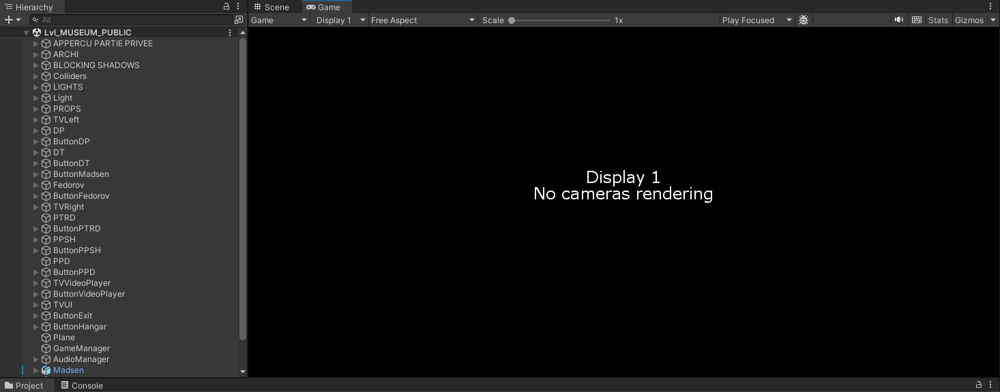 Hierarchy
All
Lvl_MUSEUM_PUBLIC
APPERCU PARTIE PRIVEE
ARCHI
BLOCKING SHADOWS
Colliders
LIGHTS
Light
PROPS
TVLeft
DP
ButtonDP
DT
ButtonDT
ButtonMadsen
Fedorov
ButtonFedorov
TVRight
PTRD
ButtonPTRD
PPSH
ButtonPPSH
PPD
ButtonPPD
TVVideoPlayer
ButtonVideoPlayer
TVUI
ButtonExit
ButtonHangar
Plane
GameManager
AudioManager
Madsen
Scene Game
Game Display 1 Free Aspect Scale 1x Play Focused Stats Gizmos
Display 1
No cameras rendering
Project Console